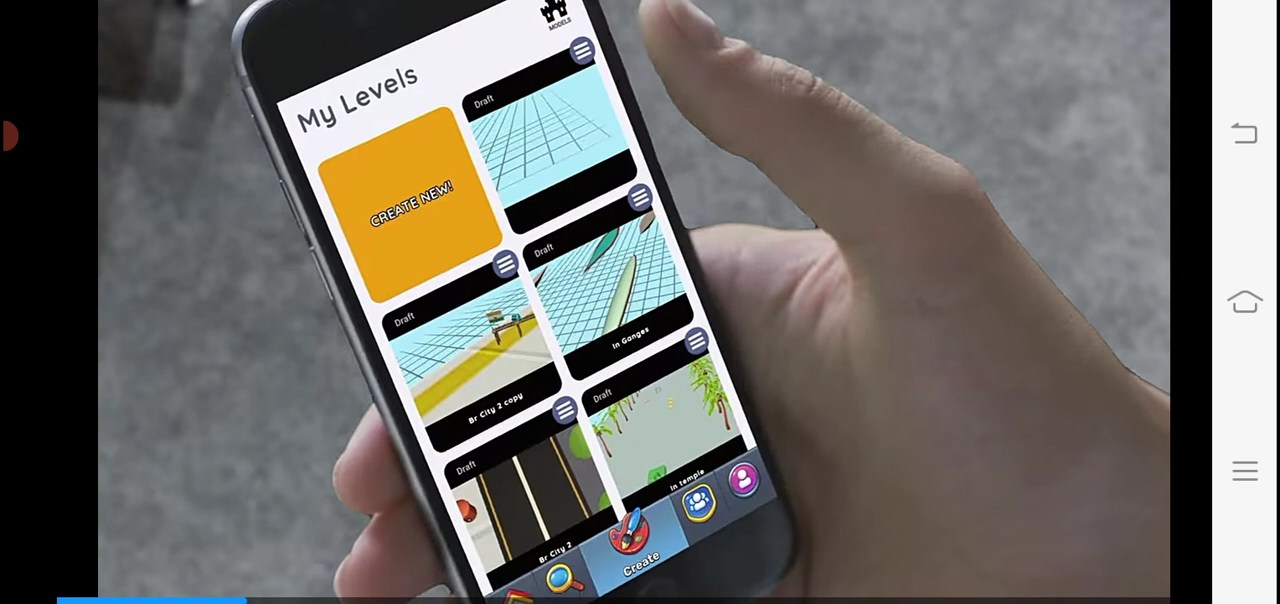 MODELS
My Levels
CREATE NEW!
Draft
Draft
In Ganges
Draft
Br City 2 copy
Draft
In temple
Draft
Br City 2
Create